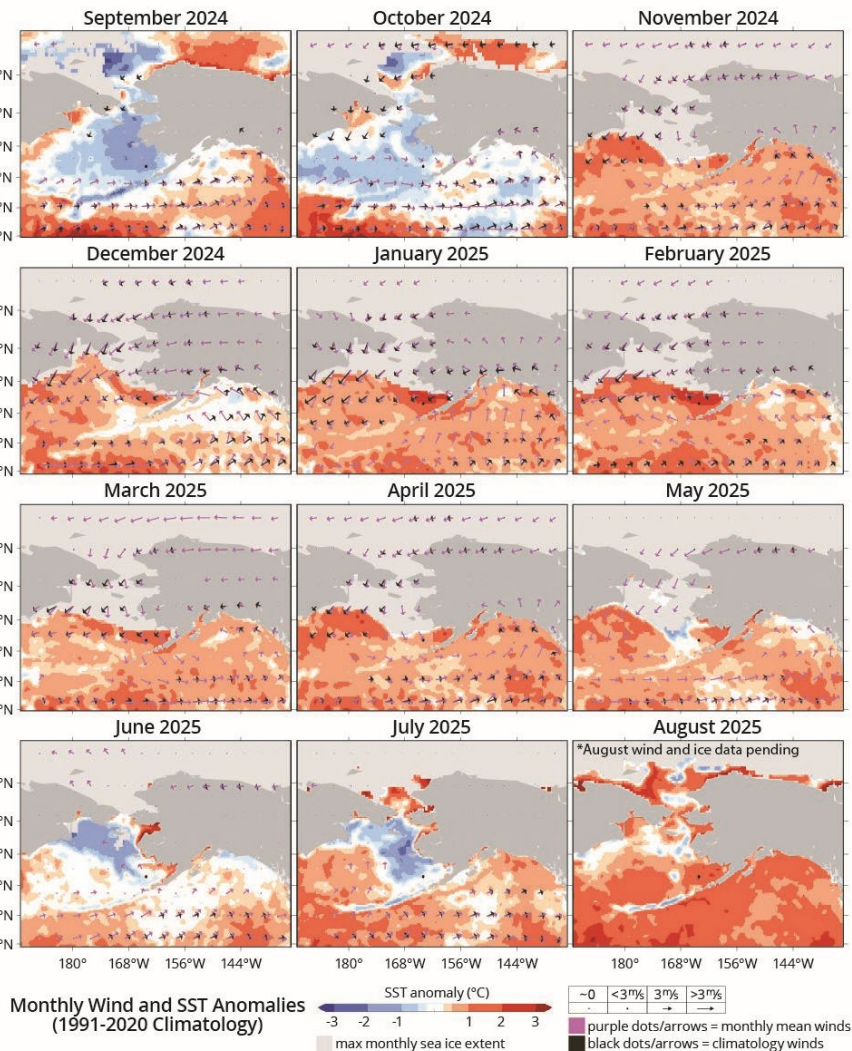 September 2024
October 2024
November 2024
°N
°N
°N
°N
°N
°N
December 2024
January 2025
February 2025
°N
°N
°N
°N
°N
°N
March 2025
April 2025
May 2025
°N
°N
°N
°N
°N
°N
June 2025
July 2025
August 2025
*August wind and ice data pending
°N
°N
°N
°N
°N
°N
180° 168°W 156°W 144°W 180° 168°W 156°W 144°W 180° 168°W 156°W 144°W
Monthly Wind and SST Anomalies
(1991-2020 Climatology)
SST anomaly (°C)
-3 -2 -1 1 2 3
max monthly sea ice extent
~0 <3m/s 3m/s >3m/s
purple dots/arrows = monthly mean winds
black dots/arrows = climatology winds